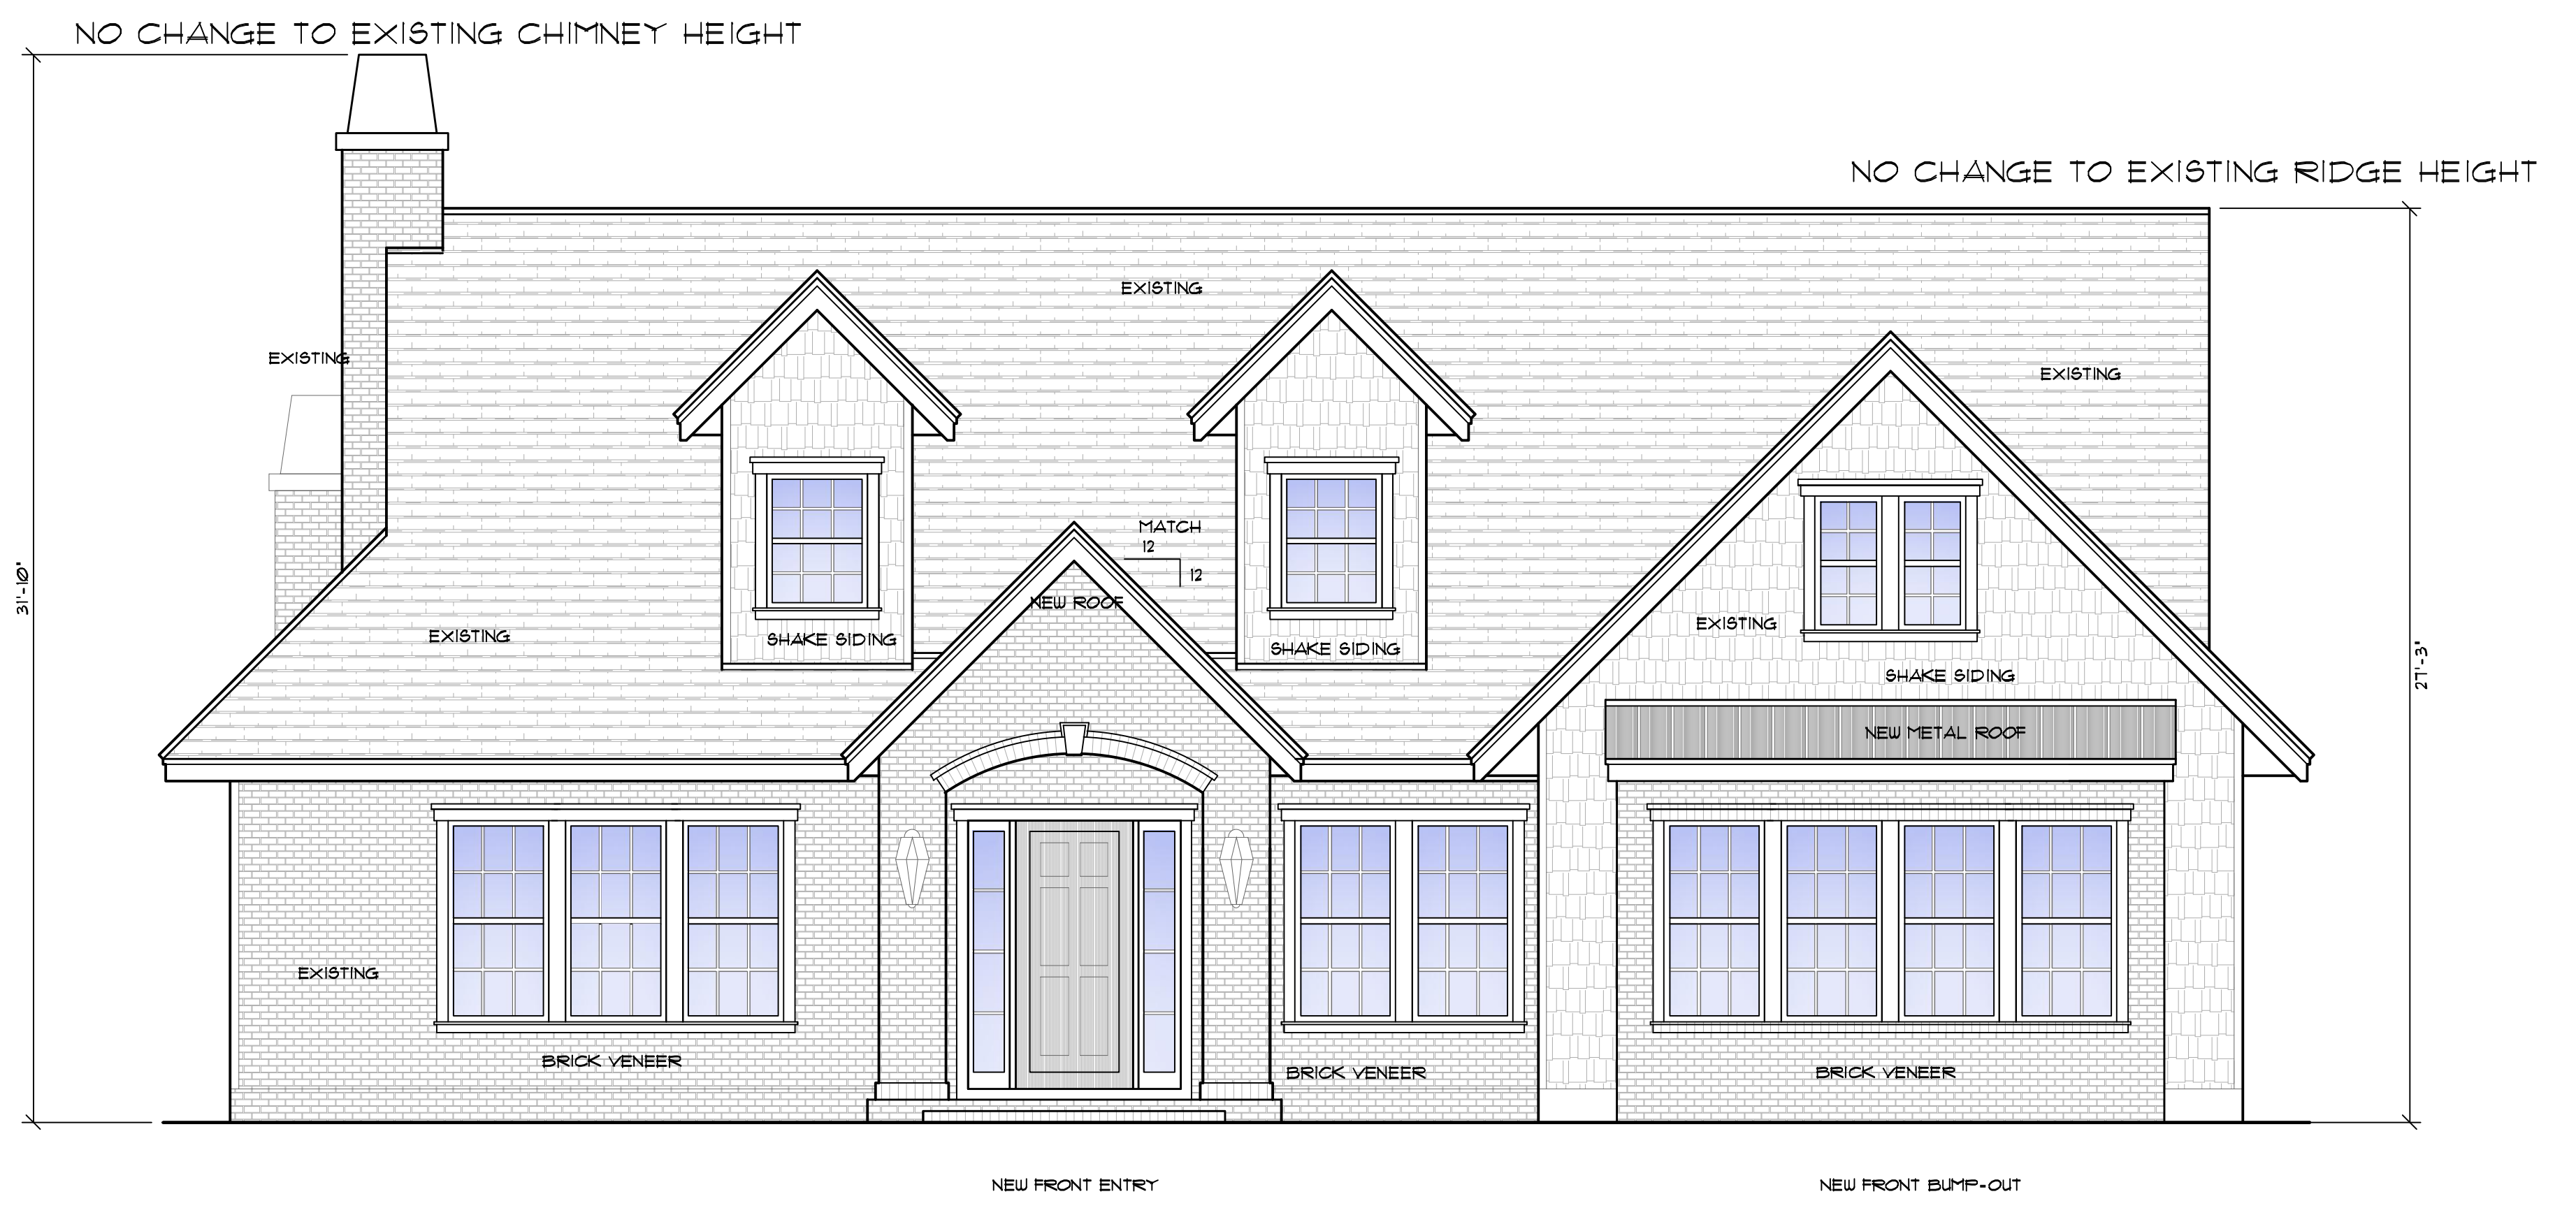 NO CHANGE TO EXISTING CHIMNEY HEIGHT
NO CHANGE TO EXISTING RIDGE HEIGHT
EXISTING
EXISTING
EXISTING
MATCH
12
12
31'-10"
NEW ROOF
EXISTING
EXISTING
SHAKE SIDING
SHAKE SIDING
27'-3"
SHAKE SIDING
NEW METAL ROOF
EXISTING
BRICK VENEER
BRICK VENEER
BRICK VENEER
NEW FRONT ENTRY
NEW FRONT BUMP-OUT